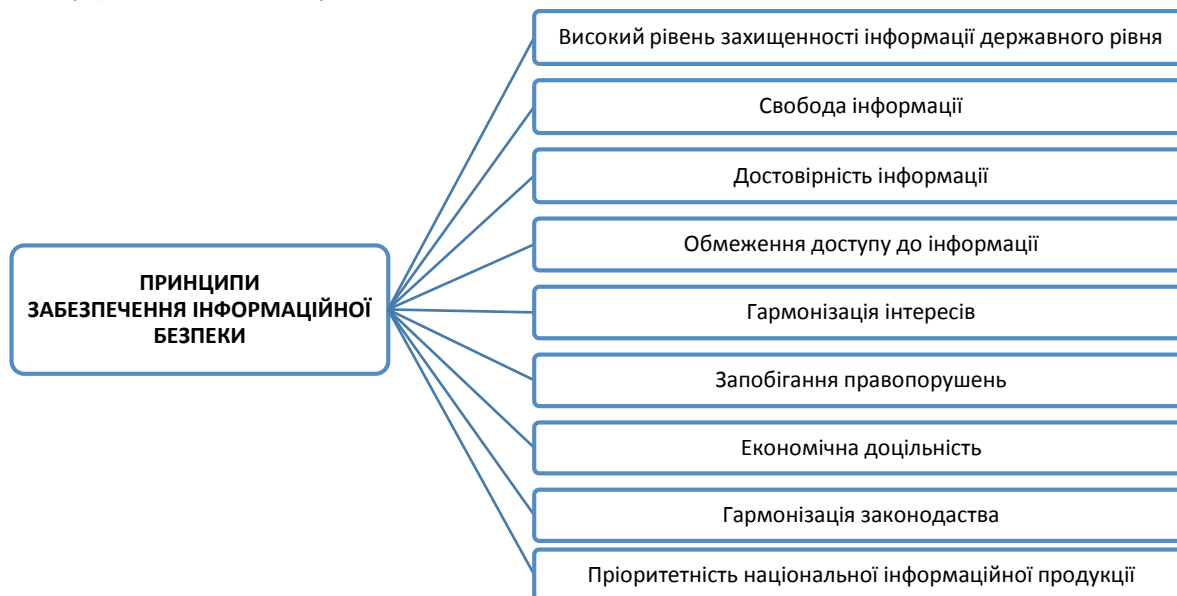 Високий рівень захищенності інформації державного рівня
Свобода інформації
Достовірність інформації
Обмеження доступу до інформації
ПРИНЦИПИ
ЗАБЕЗПЕЧЕННЯ ІНФОРМАЦІЙНОЇ
БЕЗПЕКИ
Гармонізація інтересів
Запобігання правопорушень
Економічна доцільність
Гармонізація законодаства
Пріоритетність національної інформаційної продукції